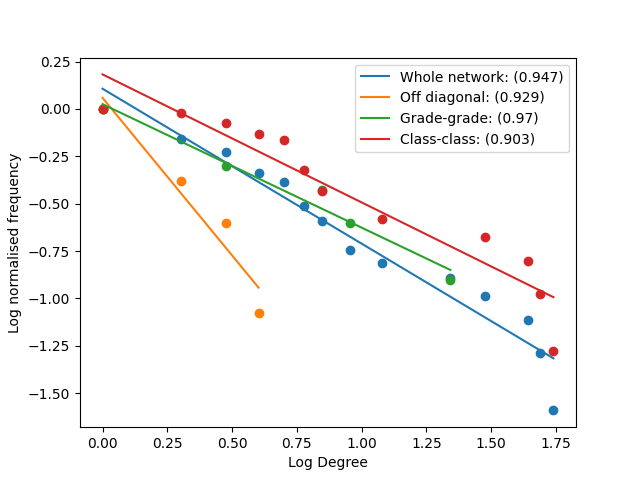 0.25
0.00
−0.25
−0.50
−0.75
−1.00
−1.25
−1.50
Log normalised frequency
Whole network: (0.947)
Off diagonal: (0.929)
Grade-grade: (0.97)
Class-class: (0.903)
0.00 0.25 0.50 0.75 1.00 1.25 1.50 1.75
Log Degree